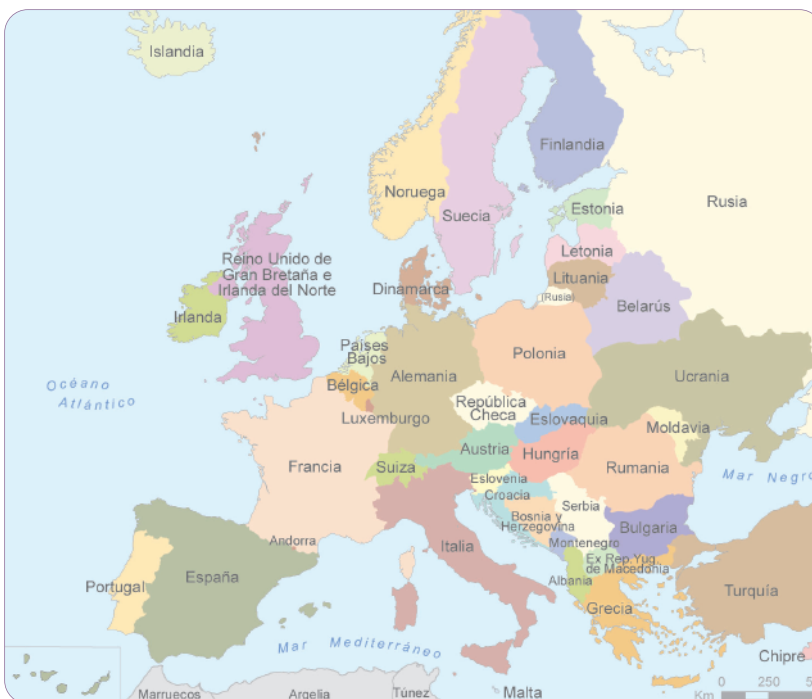 Islandia
Finlandia
Noruega
Suecia
Rusia
Estonia
Letonia
Lituania
(Rusia)
Belarús
Reino Unido de
Gran Bretaña e
Irlanda del Norte
Irlanda
Dinamarca
Países
Bajos
Bélgica
Luxemburgo
Alemania
Polonia
Ucrania
República
Checa
Eslovaquia
Moldavia
Océano
Atlántico
Francia
Suiza
Austria
Hungría
Rumania
Mar Negro
Eslovenia
Croacia
Bosnia y
Herzegovina
Serbia
Montenegro
Bulgaria
Andorra
Italia
Ex Rep.Yug
de Macedonia
Albania
Portugal
España
Grecia
Turquía
Mar Mediterráneo
Chipre
Marruecos
Argelia
Túnez
Malta
0 250
Km